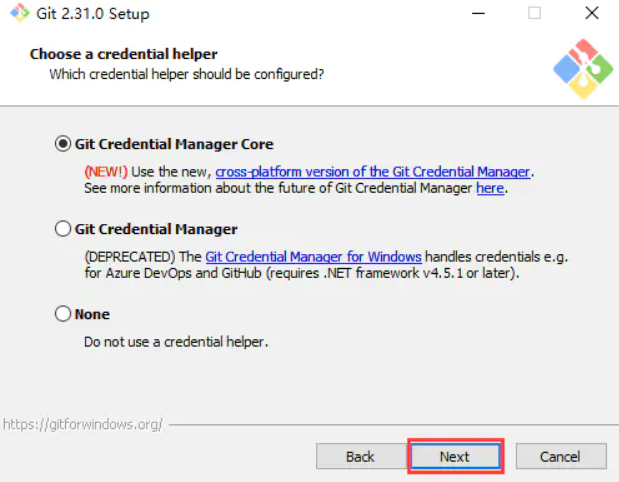 Git 2.31.0 Setup
Choose a credential helper
Which credential helper should be configured?
Git Credential Manager Core
(NEW!) Use the new, cross-platform version of the Git Credential Manager.
See more information about the future of Git Credential Manager here.
Git Credential Manager
(DEPRECATED) The Git Credential Manager for Windows handles credentials e.g.
for Azure DevOps and GitHub (requires .NET framework v4.5.1 or later).
None
Do not use a credential helper.
https://gitforwindows.org/
Back Next Cancel